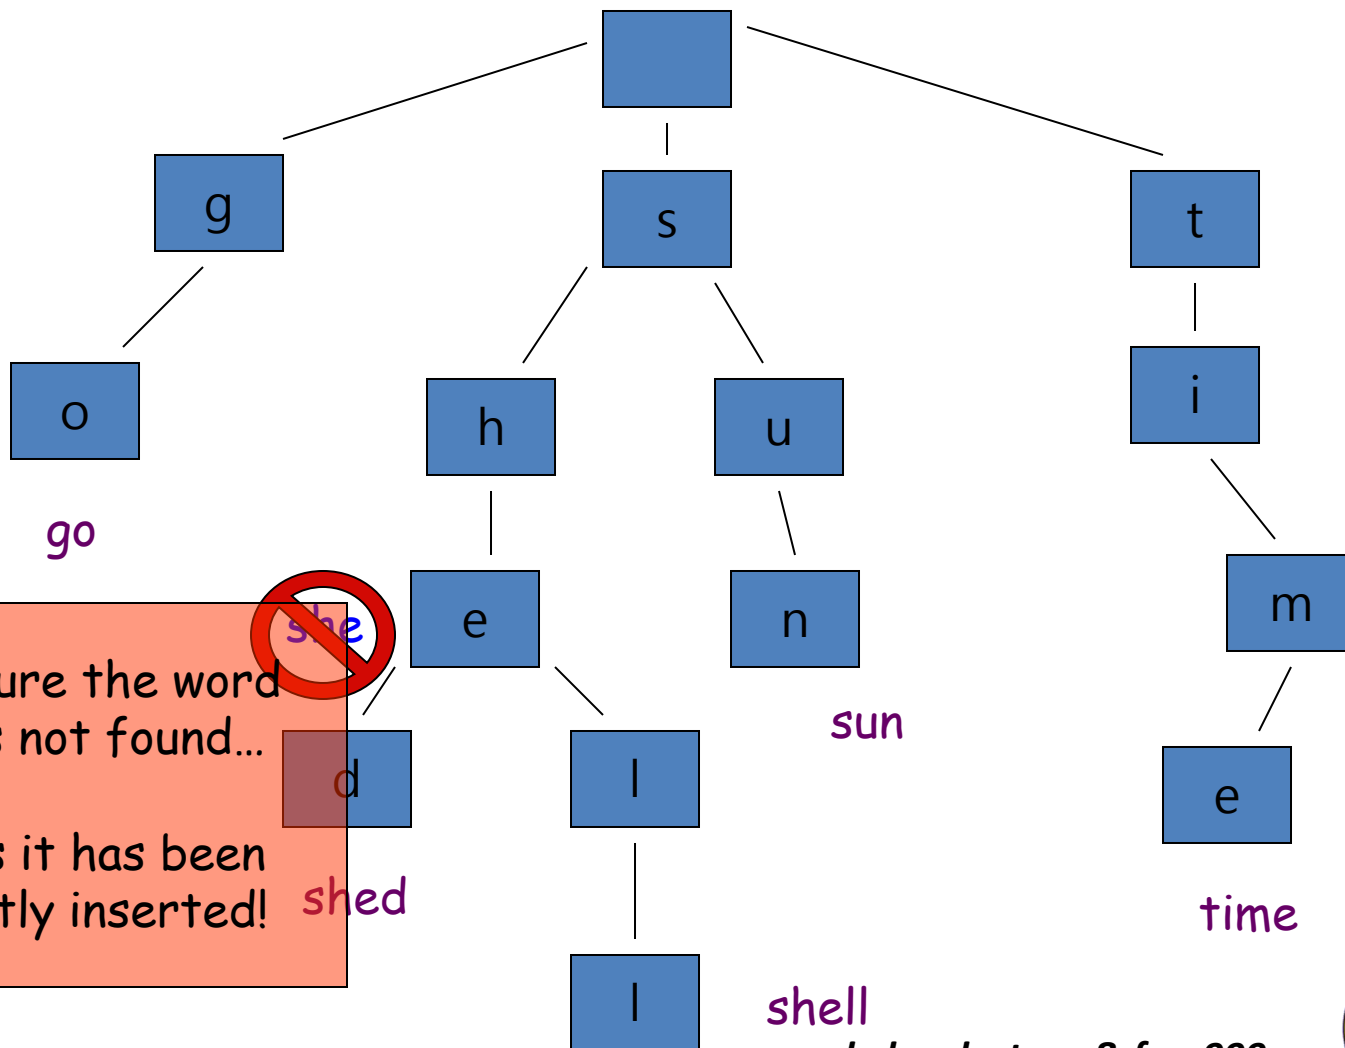 g
s
t
o
h
u
i
go
she
e
n
m
ure the word
not found...
d
l
sun
e
it has been
tly inserted!
shed
time
l
shell